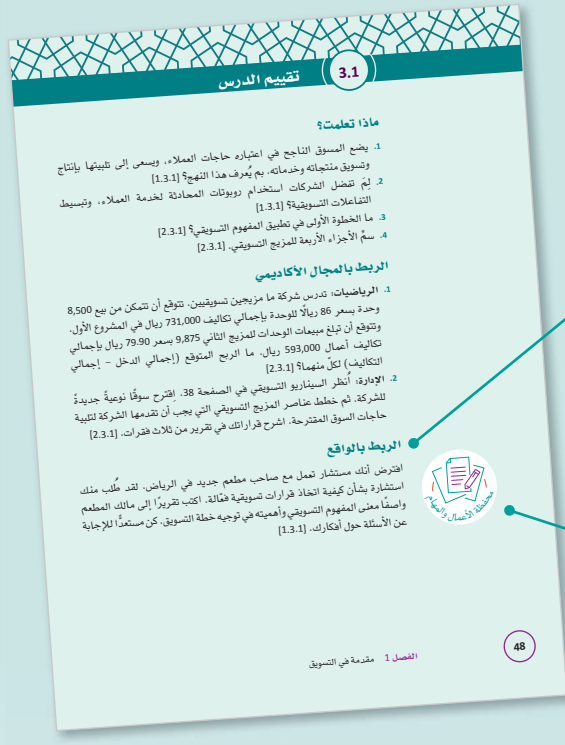 3.1
تقييم الدرس
ماذا تعلمت؟
1. يضع المسوق الناجح في اعتباره حاجات العملاء، ويسعى إلى تلبيتها بإنتاج
وتسويق منتجاته وخدماته. بم يُعرف هذا النهج؟ [1.3.1]
2. لِمَ تفضل الشركات استخدام روبوتات المحادثة لخدمة العملاء، وتبسيط
التفاعلات التسويقية؟ [1.3.1]
3. ما الخطوة الأولى في تطبيق المفهوم التسويقي؟ [2.3.1]
4. سمِّ الأجزاء الأربعة للمزيج التسويقي. [2.3.1]
الربط بالمجال الأكاديمي
1. الرياضيات: تدرس شركة ما مزيجين تسويقيين. تتوقع أن تتمكن من بيع 8,500
وحدة بسعر 86 ريالًا للوحدة بإجمالي تكاليف 731,000 ريال في المشروع الأول.
وتتوقع أن تبلغ مبيعات الوحدات للمزيج الثاني 9,875 بسعر 79.90 ريال بإجمالي
تكاليف أعمال 593,000 ريال. ما الربح المتوقع (إجمالي الدخل – إجمالي
التكاليف) لكلّ منهما؟ [2.3.1]
2. الإدارة: اُنظر السيناريو التسويقي في الصفحة 38. اِقترح سوقًا نوعيةً جديدةً
للشركة. ثم خطط عناصر المزيج التسويقي التي يجب أن تقدمها الشركة لتلبية
حاجات السوق المقترحة. اشرح قراراتك في تقرير من ثلاث فقرات. [2.3.1]
الربط بالواقع
افترض أنك مستشار تعمل مع صاحب مطعم جديد في الرياض. لقد طُلب منك
استشارة بشأن كيفية اتخاذ قرارات تسويقية فعّالة. اكتب تقريرًا إلى مالك المطعم
واصفًا معنى المفهوم التسويقي وأهميته في توجيه خطة التسويق. كن مستعدًّا للإجابة
عن الأسئلة حول أفكارك. [1.3.1]
محفظة الأعمال والمهام
48
الفصل 1 مقدمة في التسويق